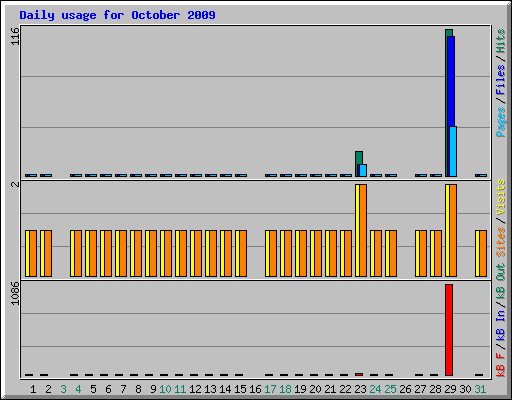 Daily usage for October 2009
116
2
1086
Pages / Files / Hits
Sites / Visits
kB F / kB In / kB Out
1 2 3 4 5 6 7 8 9 10 11 12 13 14 15 16 17 18 19 20 21 22 23 24 25 26 27 28 29 30 31